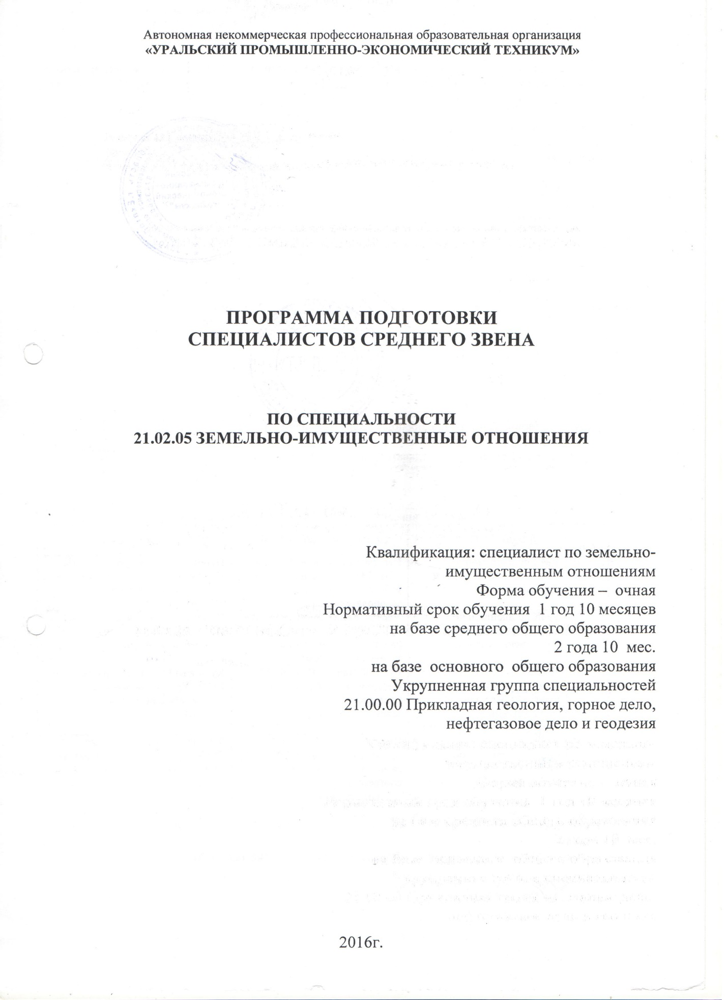 Автономная некоммерческая профессиональная образовательная организация
«УРАЛЬСКИЙ ПРОМЫШЛЕННО-ЭКОНОМИЧЕСКИЙ ТЕХНИКУМ»
ПРОГРАММА ПОДГОТОВКИ
СПЕЦИАЛИСТОВ СРЕДНЕГО ЗВЕНА
ПО СПЕЦИАЛЬНОСТИ
21.02.05 ЗЕМЕЛЬНО-ИМУЩЕСТВЕННЫЕ ОТНОШЕНИЯ
Квалификация: специалист по земельно-
имущественным отношениям
Форма обучения – очная
Нормативный срок обучения 1 год 10 месяцев
на базе среднего общего образования
2 года 10 мес.
на базе основного общего образования
Укрупненная группа специальностей
21.00.00 Прикладная геология, горное дело,
нефтегазовое дело и геодезия
2016г.